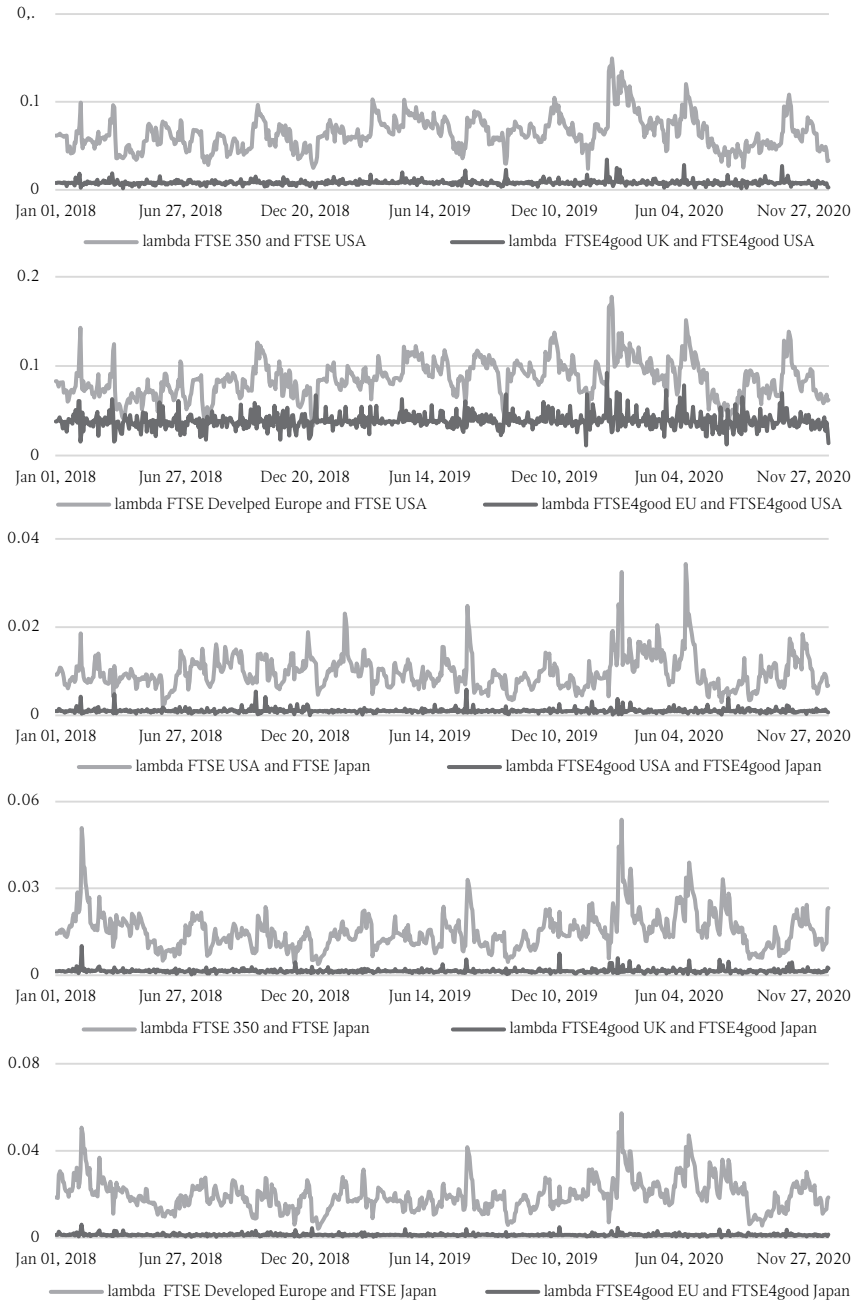 0,.
0.1
0
Jan 01, 2018 Jun 27, 2018 Dec 20, 2018 Jun 14, 2019 Dec 10, 2019 Jun 04, 2020 Nov 27, 2020
lambda FTSE 350 and FTSE USA lambda FTSE4good UK and FTSE4good USA
0.2
0.1
0
Jan 01, 2018 Jun 27, 2018 Dec 20, 2018 Jun 14, 2019 Dec 10, 2019 Jun 04, 2020 Nov 27, 2020
lambda FTSE Develped Europe and FTSE USA lambda FTSE4good EU and FTSE4good USA
0.04
0.02
0
Jan 01, 2018 Jun 27, 2018 Dec 20, 2018 Jun 14, 2019 Dec 10, 2019 Jun 04, 2020 Nov 27, 2020
lambda FTSE USA and FTSE Japan lambda FTSE4good USA and FTSE4good Japan
0.06
0.03
0
Jan 01, 2018 Jun 27, 2018 Dec 20, 2018 Jun 14, 2019 Dec 10, 2019 Jun 04, 2020 Nov 27, 2020
lambda FTSE 350 and FTSE Japan lambda FTSE4good UK and FTSE4good Japan
0.08
0.04
0
Jan 01, 2018 Jun 27, 2018 Dec 20, 2018 Jun 14, 2019 Dec 10, 2019 Jun 04, 2020 Nov 27, 2020
lambda FTSE Developed Europe and FTSE Japan lambda FTSE4good EU and FTSE4good Japan